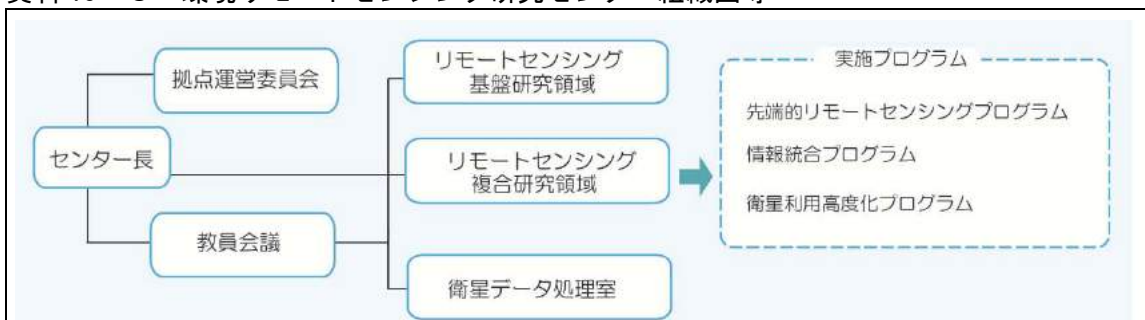 拠点運営委員会
センター長
教員会議
リモートセンシング
基盤研究領域
リモートセンシング
複合研究領域
衛星データ処理室
実施プログラム
先端的リモートセンシングプログラム
情報統合プログラム
衛星利用高度化プログラム